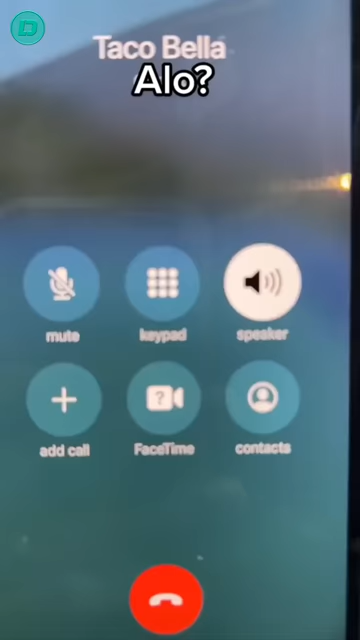 Taco Bella
Alo?
mute
keypad
speaker
add call
FaceTime
contacts